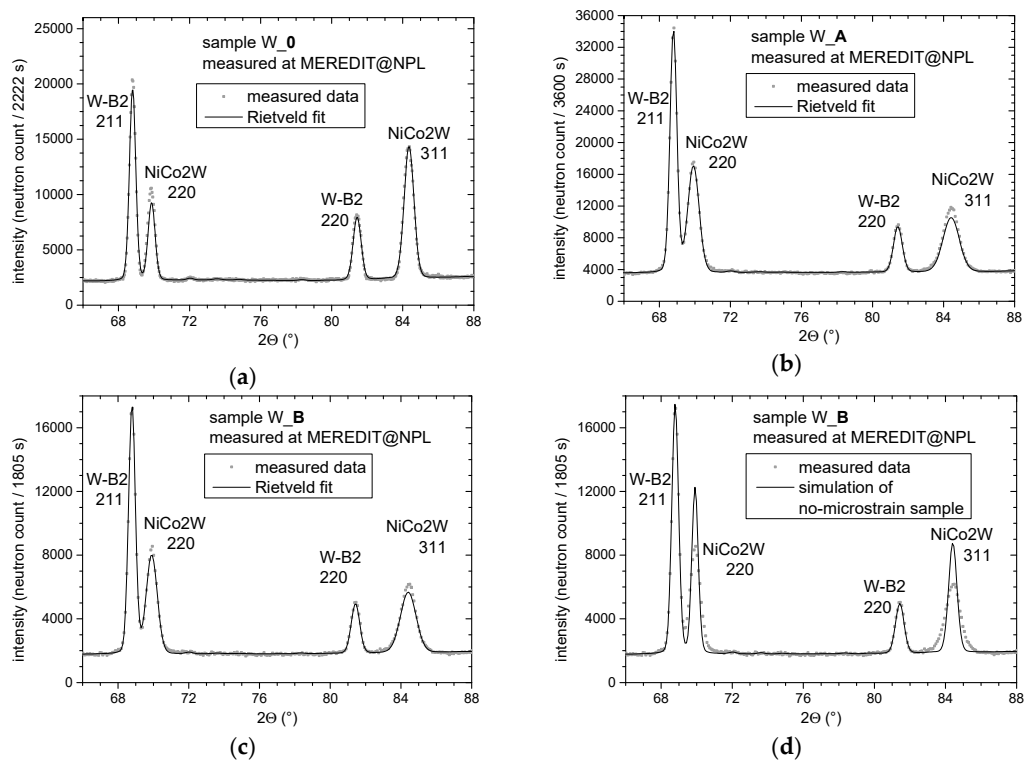 sample W_0
measured at MEREDIT@NPL
measured data
Rietveld fit
W-B2
211
NiCo2W
220
W-B2
220
NiCo2W
311
intensity (neutron count / 2222 s)
25000
20000
15000
10000
5000
0
68 72 76 80 84 88
2Θ (°)
(a)
sample W_A
measured at MEREDIT@NPL
measured data
Rietveld fit
W-B2
211
NiCo2W
220
W-B2
220
NiCo2W
311
intensity (neutron count / 3600 s)
36000
32000
28000
24000
20000
16000
12000
8000
4000
0
68 72 76 80 84 88
2Θ (°)
(b)
sample W_B
measured at MEREDIT@NPL
measured data
Rietveld fit
W-B2
211
NiCo2W
220
W-B2
220
NiCo2W
311
intensity (neutron count / 1805 s)
16000
12000
8000
4000
0
68 72 76 80 84 88
2Θ (°)
(c)
sample W_B
measured at MEREDIT@NPL
measured data
simulation of
no-microstrain sample
W-B2
211
NiCo2W
220
W-B2
220
NiCo2W
311
intensity (neutron count / 1805 s)
16000
12000
8000
4000
0
68 72 76 80 84 88
2Θ (°)
(d)